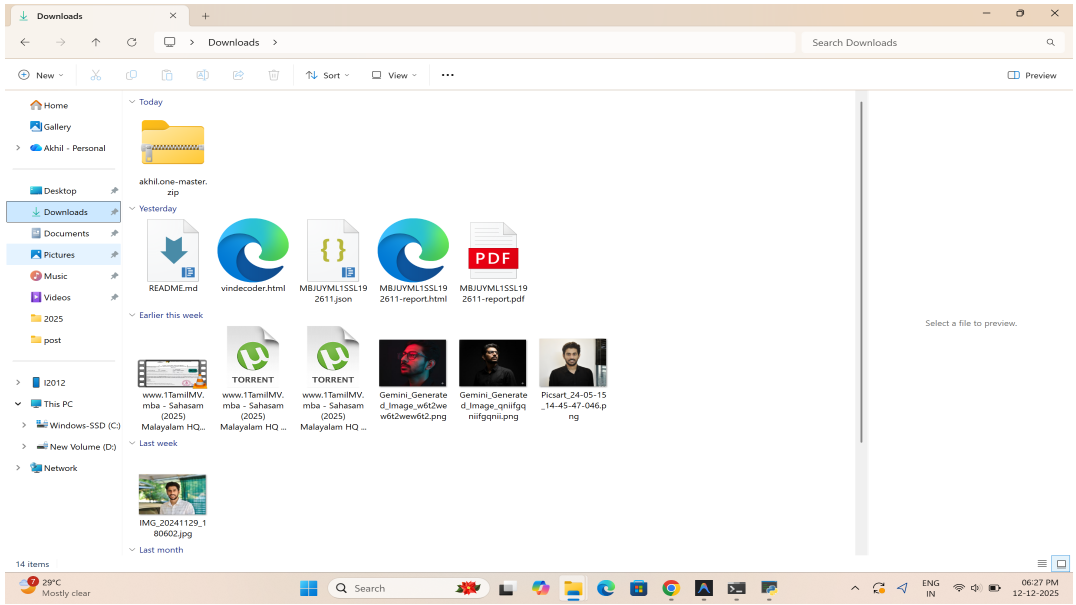 Downloads
Downloads
Search Downloads
New
Sort
View
Preview
Home
Gallery
Akhil - Personal
Desktop
Downloads
Documents
Pictures
Music
Videos
2025
post
I2012
This PC
Windows-SSD (C:)
New Volume (D:)
Network
Today
akhil.one-master.
zip
Yesterday
README.md
vindecoder.html
MBJUYML1SSL19
2611.json
MBJUYML1SSL19
2611-report.html
PDF
MBJUYML1SSL19
2611-report.pdf
Earlier this week
www.1TamilMV.
mba - Sahasam
(2025)
Malayalam HQ...
TORRENT
www.1TamilMV.
mba - Sahasam
(2025)
Malayalam HQ ...
TORRENT
www.1TamilMV.
mba - Sahasam
(2025)
Malayalam HQ ...
Gemini_Generate
d_Image_w6t2we
w6t2wew6t2.png
Gemini_Generate
d_Image_qniifgq
niifgqnii.png
Picsart_24-05-15
_14-45-47-046.p
ng
Last week
IMG_20241129_1
80602.jpg
Last month
Select a file to preview.
14 items
7
29°C
Mostly clear
Search
ENG
IN
06:27 PM
12-12-2025